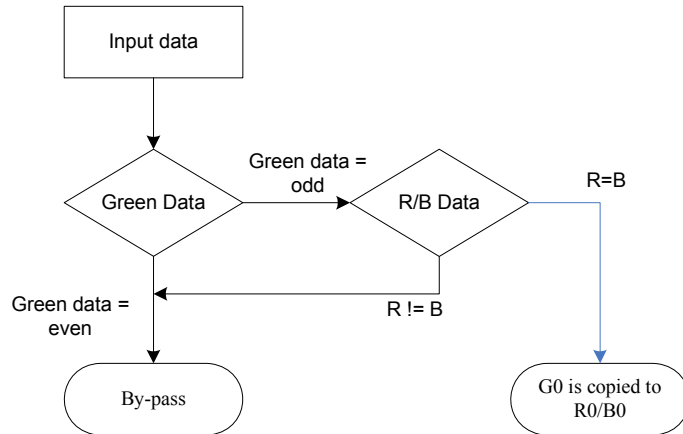 Input data
Green data =
odd
R=B
Green Data
R/B Data
Green data =
even
R != B
By-pass
G0 is copied to
R0/B0